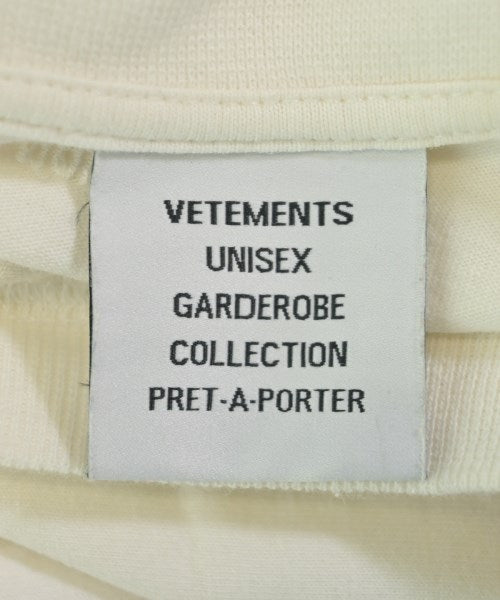 VETEMENTS
UNISEX
GARDEROBE
COLLECTION
PRET-A-PORTER